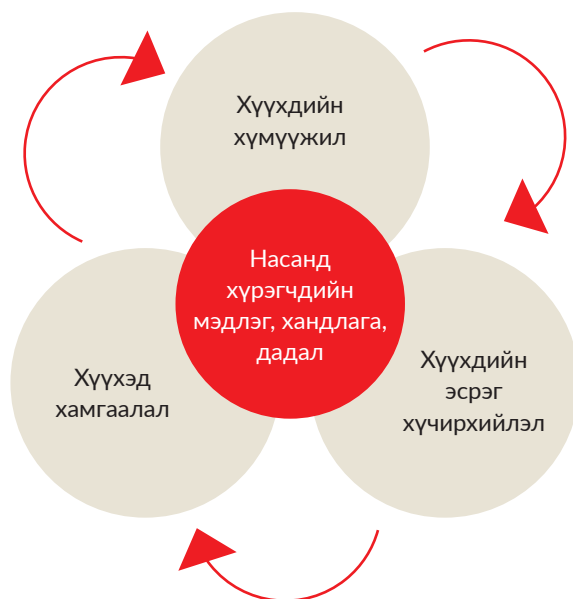 Хүүхдийн
хүмүүжил
Насанд
хүрэгчдийн
мэдлэг, хандлага,
дадал
Хүүхэд
хамгаалал
Хүүхдийн
эсрэг
хүчирхийлэл